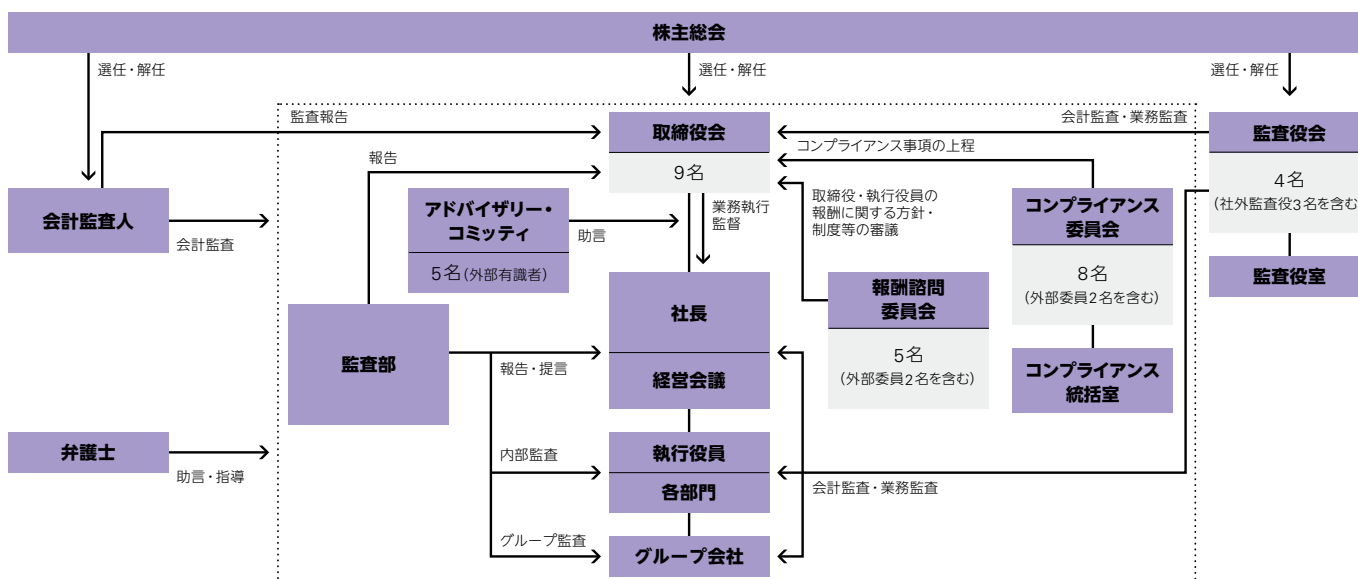 株主総会
選任・解任
選任・解任
選任・解任
監査報告
取締役会
会計監査・業務監査
監査役会
コンプライアンス事項の上程
報告
9名
4名
(社外監査役3名を含む
会計監査人
会計監査
アドバイザリー・
コミッティ
5名(外部有識者)
助言
業務執行
監督
取締役・執行役員の
報酬に関する方針・
制度等の審議
コンプライアンス
委員会
8名
(外部委員2名を含む)
監査役室
社長
報酬諮問
委員会
5名
(外部委員2名を含む)
監査部
報告・提言
経営会議
コンプライアンス
統括室
弁護士
助言・指導
内部監査
執行役員
各部門
会計監査・業務監査
グループ監査
グループ会社